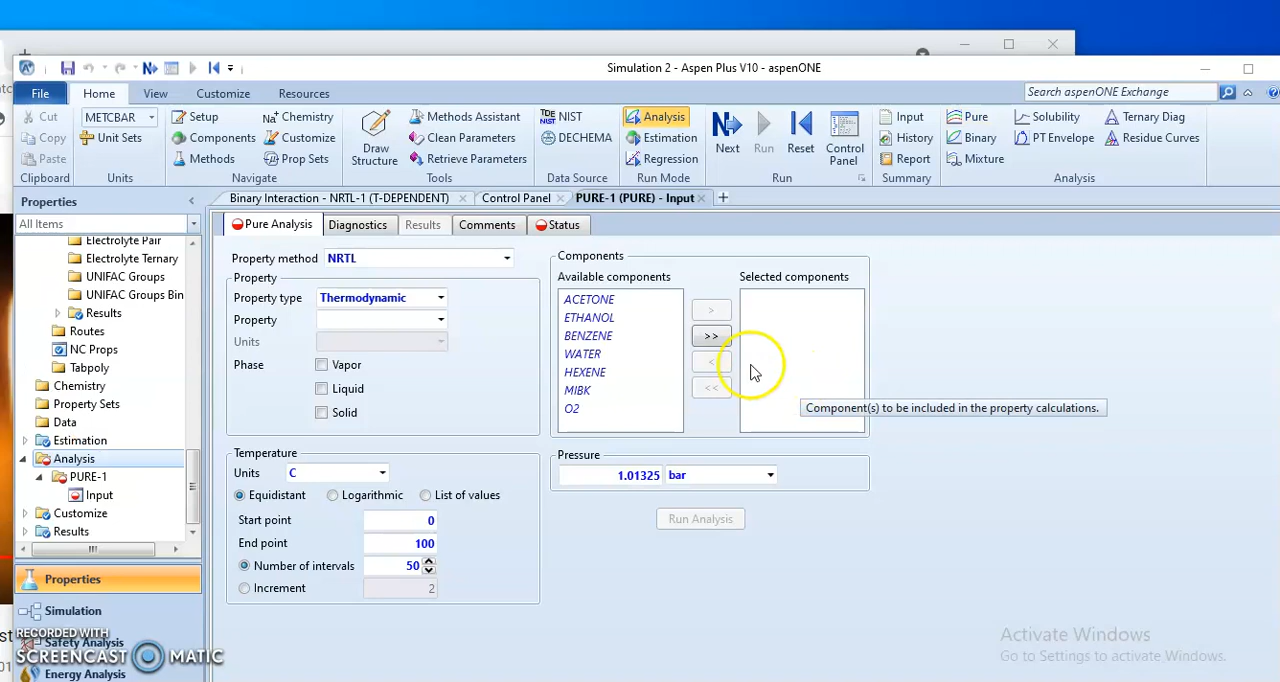 Simulation 2 - Aspen Plus V10 - aspenONE
File Home View Customize Resources Search aspenONE Exchange
Cut METCBAR Setup Chemistry Methods Assistant NIST Analysis Input Pure Solubility Ternary Diag
Copy Unit Sets Components Customize Clean Parameters DECHEMA Estimation History Binary PT Envelope Residue Curves
Paste Methods Prop Sets Draw Structure Retrieve Parameters Regression Next Run Reset Control Panel Report Mixture
Clipboard Units Navigate Tools Data Source Run Mode Run Summary Analysis
Properties Binary Interaction - NRTL-1 (T-DEPENDENT) Control Panel PURE-1 (PURE) - Input
All Items Pure Analysis Diagnostics Results Comments Status
Electrolyte Pair
Electrolyte Ternary
UNIFAC Groups
UNIFAC Groups Bin
Results
Routes
NC Props
Tabpoly
Chemistry
Property Sets
Data
Estimation
Analysis
PURE-1
Input
Customize
Results
Properties
Simulation
Safety Analysis
Energy Analysis
Property method NRTL
Property
Property type Thermodynamic
Property
Units
Phase Vapor
Liquid
Solid
Temperature
Units C
Equidistant Logarithmic List of values
Start point 0
End point 100
Number of intervals 50
Increment 2
Components
Available components Selected components
ACETONE
ETHANOL
BENZENE
WATER
HEXENE
MIBK
O2
>
>>
<
<<
Component(s) to be included in the property calculations.
Pressure
1.01325 bar
Run Analysis
Activate Windows
Go to Settings to activate Windows.
RECORDED WITH
SCREENCAST MATIC